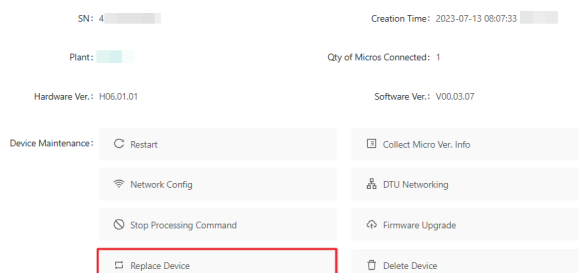 SN: 4
Creation Time: 2023-07-13 08:07:33
Plant:
Qty of Micros Connected: 1
Hardware Ver.: H06.01.01
Software Ver.: V00.03.07
Device Maintenance:
Restart
Collect Micro Ver. Info
Network Config
DTU Networking
Stop Processing Command
Firmware Upgrade
Replace Device
Delete Device